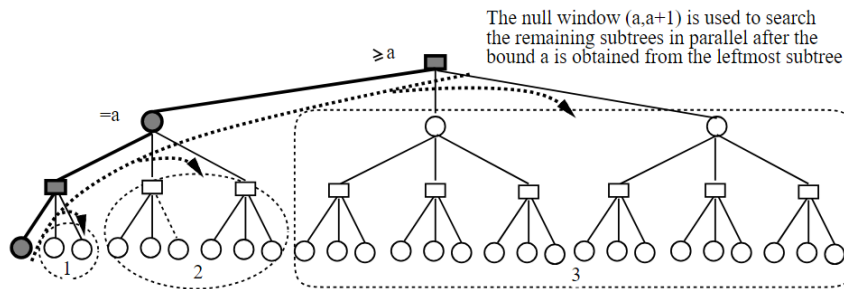 The null window (a,a+1) is used to search
the remaining subtrees in parallel after the
bound a is obtained from the leftmost subtree
⩾ a
=a
1
2
3